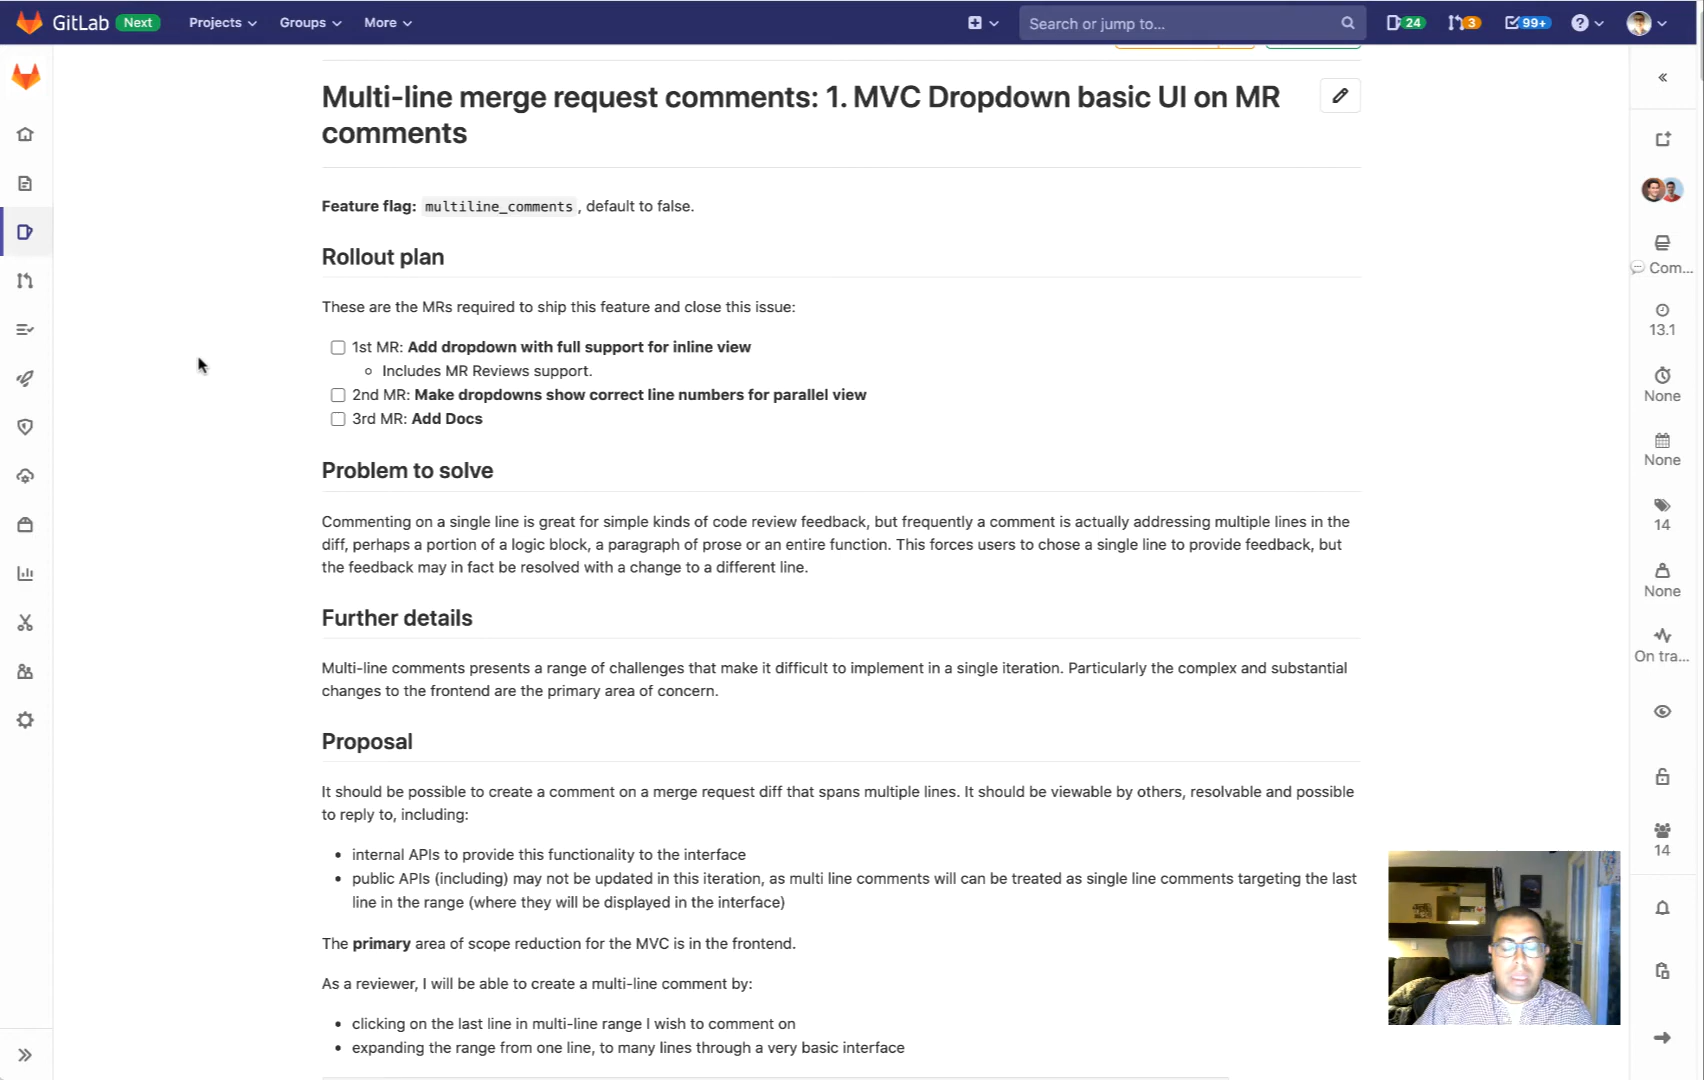 GitLab Next Projects Groups More Search or jump to... 24 3 99+
Multi-line merge request comments: 1. MVC Dropdown basic UI on MR
comments
Feature flag: multiline_comments , default to false.
Rollout plan
These are the MRs required to ship this feature and close this issue:
1st MR: Add dropdown with full support for inline view
Includes MR Reviews support.
2nd MR: Make dropdowns show correct line numbers for parallel view
3rd MR: Add Docs
Problem to solve
Commenting on a single line is great for simple kinds of code review feedback, but frequently a comment is actually addressing multiple lines in the
diff, perhaps a portion of a logic block, a paragraph of prose or an entire function. This forces users to chose a single line to provide feedback, but
the feedback may in fact be resolved with a change to a different line.
Further details
Multi-line comments presents a range of challenges that make it difficult to implement in a single iteration. Particularly the complex and substantial
changes to the frontend are the primary area of concern.
Proposal
It should be possible to create a comment on a merge request diff that spans multiple lines. It should be viewable by others, resolvable and possible
to reply to, including:
internal APIs to provide this functionality to the interface
public APIs (including) may not be updated in this iteration, as multi line comments will can be treated as single line comments targeting the last
line in the range (where they will be displayed in the interface)
The primary area of scope reduction for the MVC is in the frontend.
As a reviewer, I will be able to create a multi-line comment by:
clicking on the last line in multi-line range I wish to comment on
expanding the range from one line, to many lines through a very basic interface
Com...
13.1
None
None
14
None
On tra...
14